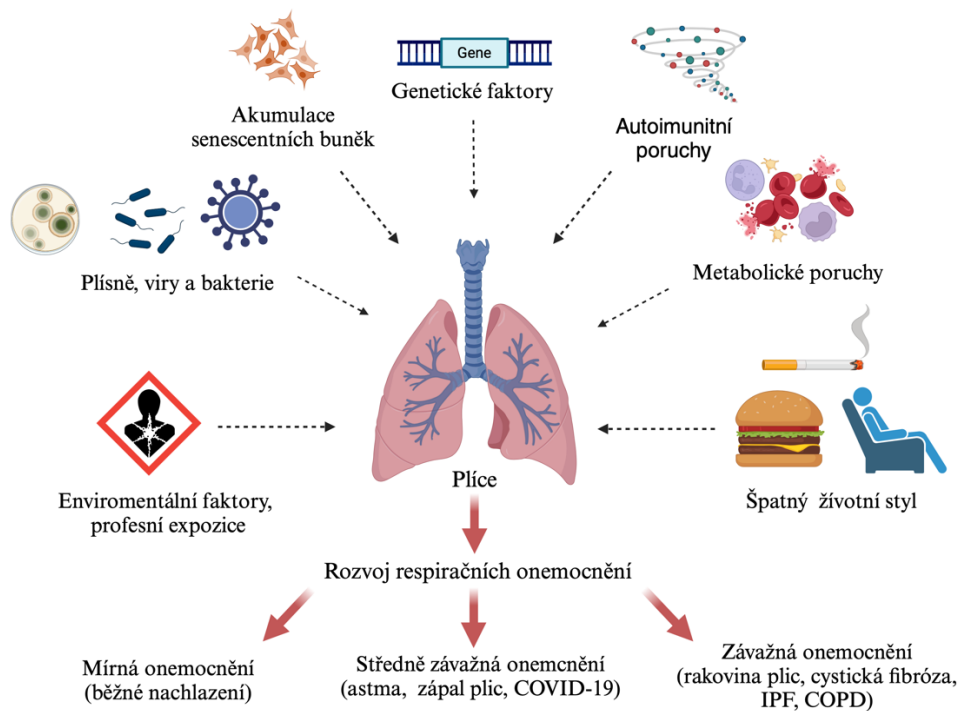 Gene
Genetické faktory
Akumulace
senescentních buněk
Autoimunitní
poruchy
Plísně, viry a bakterie
Metabolické poruchy
Enviromentální faktory,
profesní expozice
Plíce
Špatný žívotní styl
Rozvoj respiračních onemocnění
Mírná onemocnění
(běžné nachlazení)
Středně závažná onemcnění
(astma, zápal plic, COVID-19)
Závažná onemocnění
(rakovina plic, cystická fibróza,
IPF, COPD)